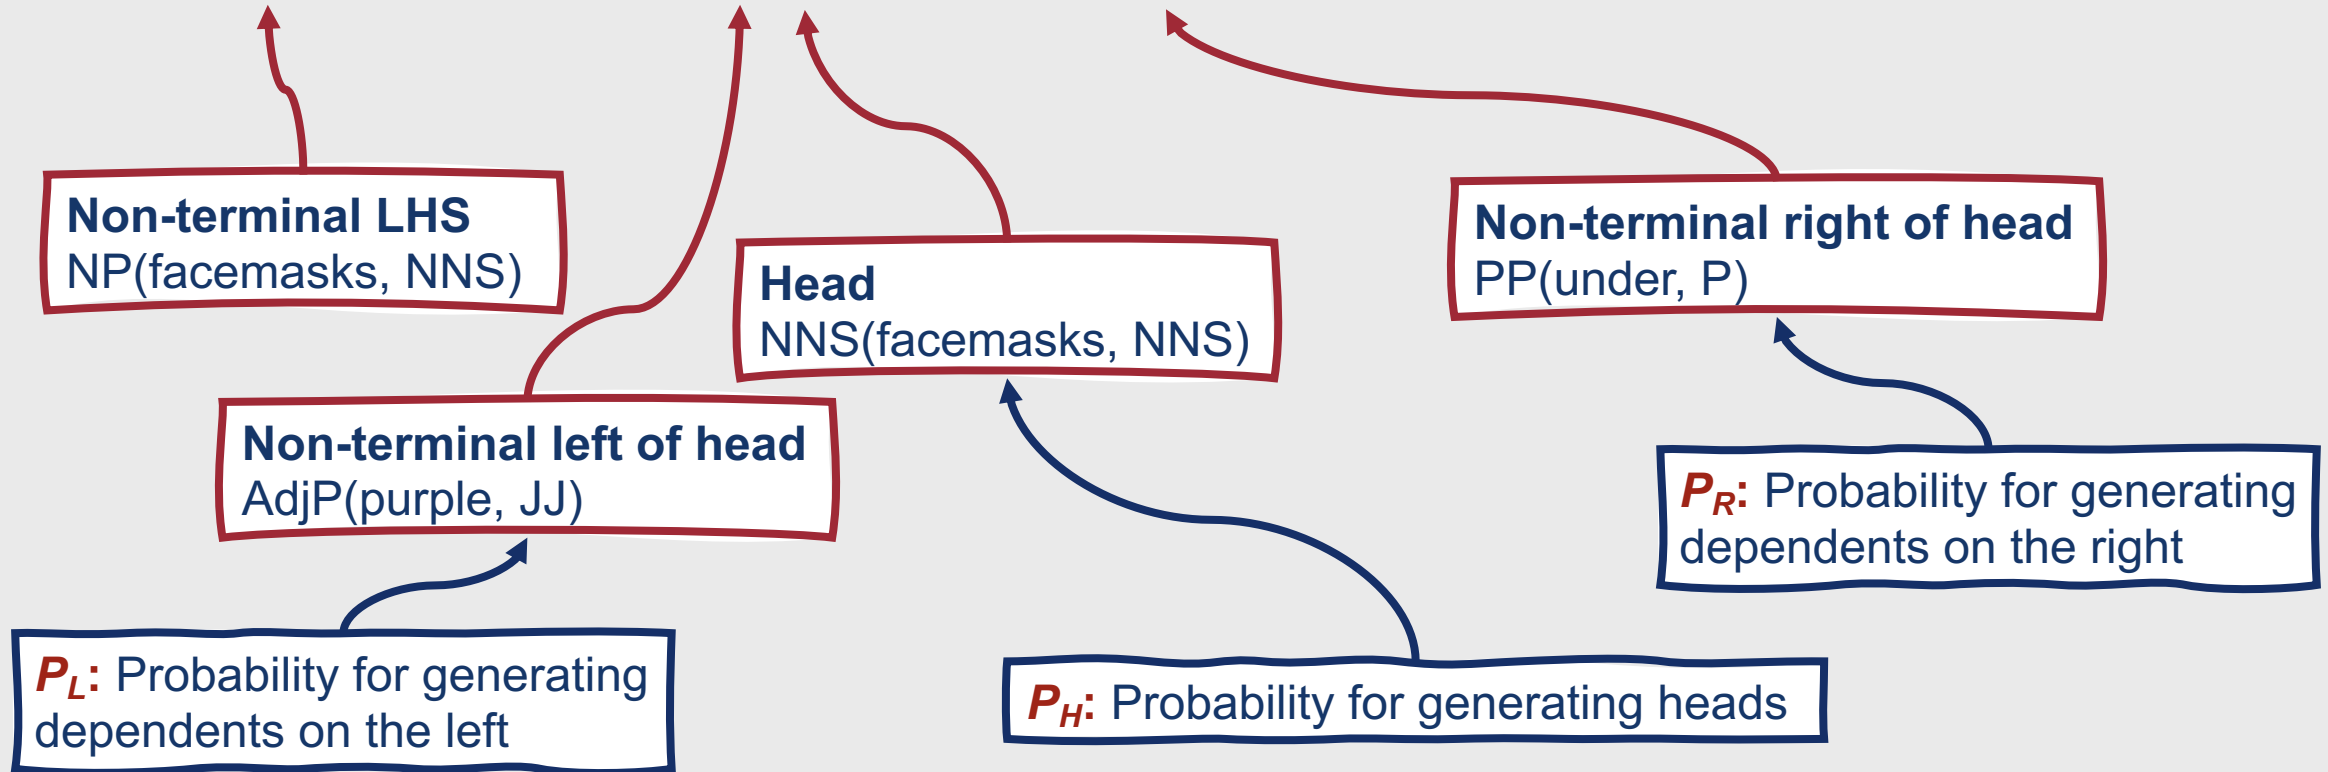 Non-terminal LHS
NP(facemasks, NNS)
Non-terminal left of head
AdjP(purple, JJ)
Head
NNS(facemasks, NNS)
Non-terminal right of head
PP(under, P)
PL: Probability for generating
dependents on the left
PH: Probability for generating heads
PR: Probability for generating
dependents on the right